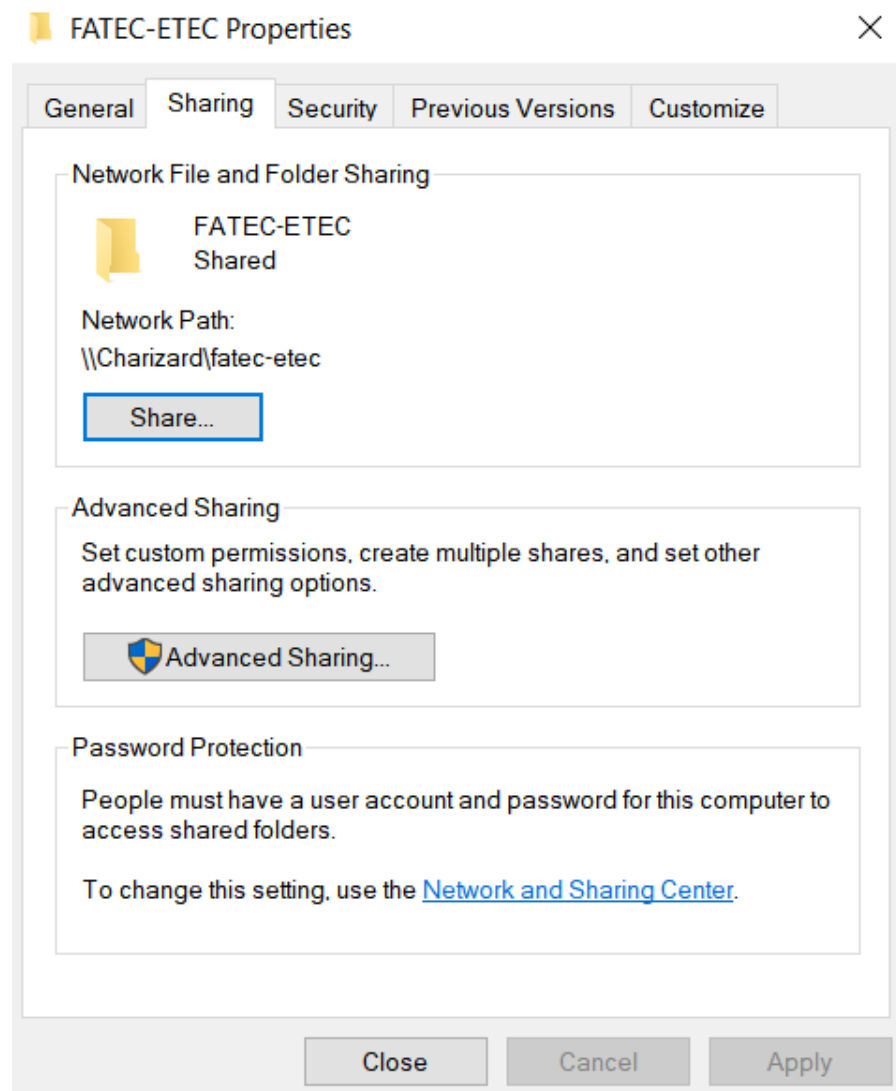 FATEC-ETEC Properties
General Sharing Security Previous Versions Customize
Network File and Folder Sharing
FATEC-ETEC
Shared
Network Path:
\\Charizard\fatec-etec
Share...
Advanced Sharing
Set custom permissions, create multiple shares, and set other
advanced sharing options.
Advanced Sharing...
Password Protection
People must have a user account and password for this computer to
access shared folders.
To change this setting, use the Network and Sharing Center.
Close Cancel Apply